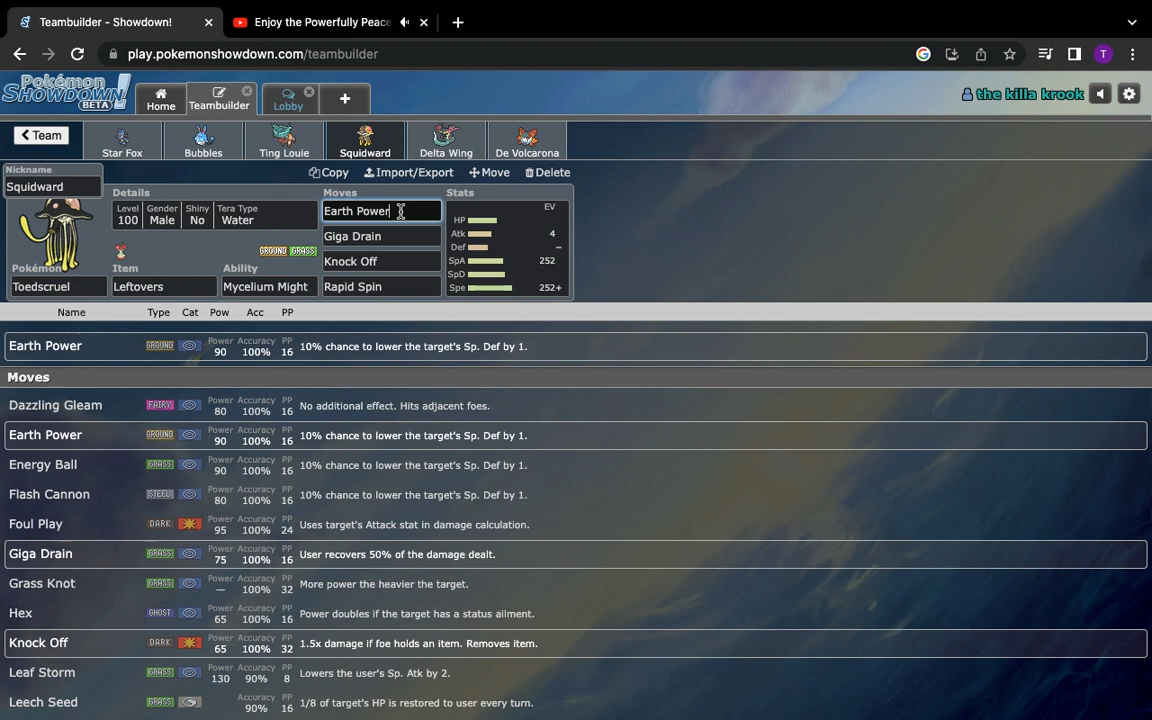 Teambuilder - Showdown!
Enjoy the Powerfully Peace
play.pokemonshowdown.com/teambuilder
T
Pokémon
SHOWDOWN!
BETA
Home
Teambuilder
Lobby
the killa krook
Team
Star Fox
Bubbles
Ting Louie
Squidward
Delta Wing
De Volcarona
Copy
Import/Export
Move
Delete
Nickname
Squidward
Details
Moves
Stats
Level Gender Shiny Tera Type
100 Male No Water
Earth Power
EV
HP
Giga Drain
Atk 4
GROUND GRASS
Def –
Knock Off
SpA 252
Pokémon Item Ability
SpD
Toedscruel Leftovers Mycelium Might Rapid Spin
Spe 252+
Name Type Cat Pow Acc PP
Earth Power GROUND Power 90 Accuracy 100% PP 16 10% chance to lower the target's Sp. Def by 1.
Moves
Dazzling Gleam FAIRY Power 80 Accuracy 100% PP 16 No additional effect. Hits adjacent foes.
Earth Power GROUND Power 90 Accuracy 100% PP 16 10% chance to lower the target's Sp. Def by 1.
Energy Ball GRASS Power 90 Accuracy 100% PP 16 10% chance to lower the target's Sp. Def by 1.
Flash Cannon STEEL Power 80 Accuracy 100% PP 16 10% chance to lower the target's Sp. Def by 1.
Foul Play DARK Power 95 Accuracy 100% PP 24 Uses target's Attack stat in damage calculation.
Giga Drain GRASS Power 75 Accuracy 100% PP 16 User recovers 50% of the damage dealt.
Grass Knot GRASS Power — Accuracy 100% PP 32 More power the heavier the target.
Hex GHOST Power 65 Accuracy 100% PP 16 Power doubles if the target has a status ailment.
Knock Off DARK Power 65 Accuracy 100% PP 32 1.5x damage if foe holds an item. Removes item.
Leaf Storm GRASS Power 130 Accuracy 90% PP 8 Lowers the user's Sp. Atk by 2.
Leech Seed GRASS Accuracy 90% PP 16 1/8 of target's HP is restored to user every turn.